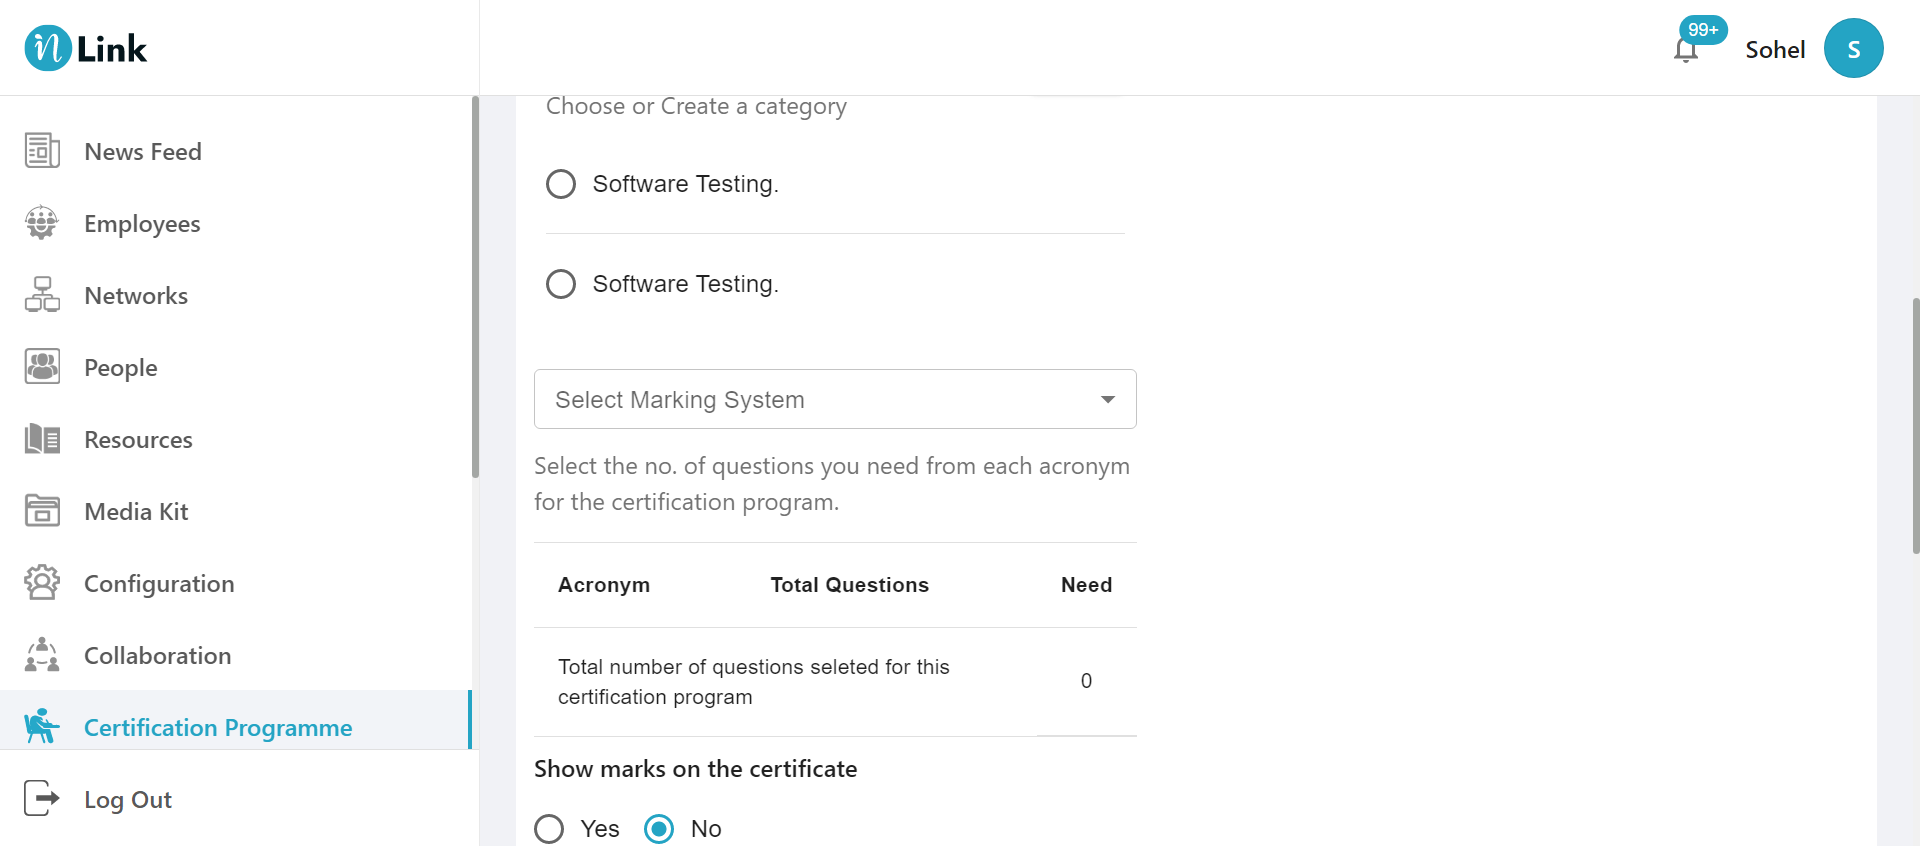 n Link
99+
Sohel
S
News Feed
Employees
Networks
People
Resources
Media Kit
Configuration
Collaboration
Certification Programme
Log Out
Choose or Create a category
Software Testing.
Software Testing.
Select Marking System
Select the no. of questions you need from each acronym
for the certification program.
Acronym Total Questions Need
Total number of questions seleted for this
certification program
0
Show marks on the certificate
Yes No